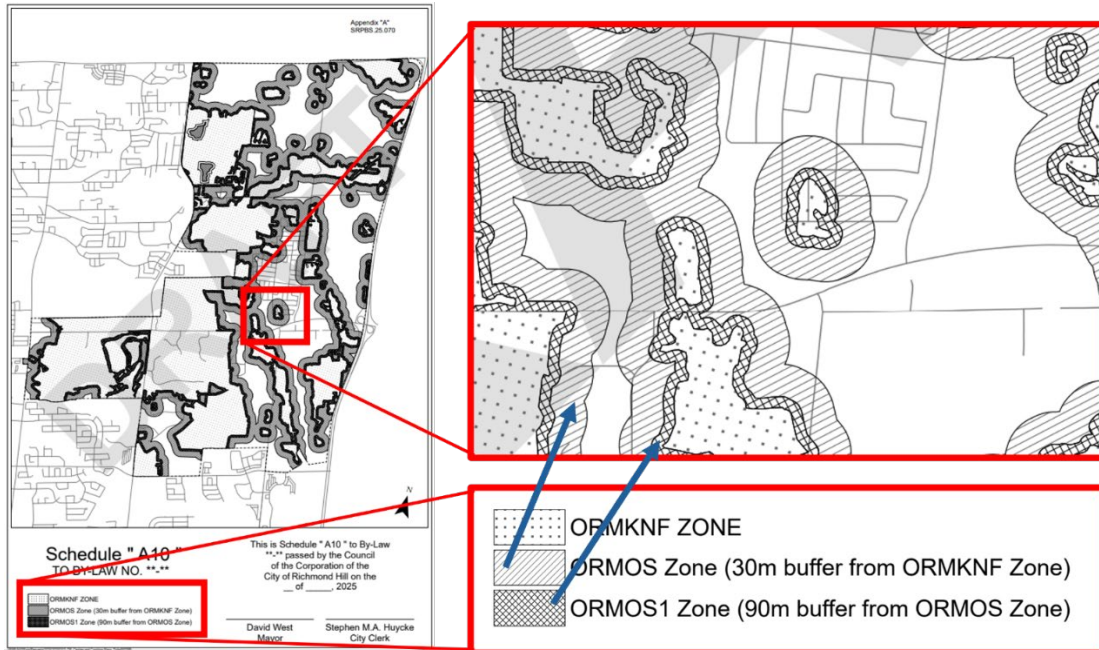 Appendix "A"
SRPBS.25.070
DRAFT
N
Schedule " A10 "
TO BY-LAW NO. **-**
This is Schedule " A10 " to By-Law
**-** passed by the Council
of the Corporation of the
City of Richmond Hill on the
__ of _____, 2025
ORMKNF ZONE
ORMOS Zone (30m buffer from ORMKNF Zone)
ORMOS1 Zone (90m buffer from ORMOS Zone)
David West
Mayor
Stephen M.A. Huycke
City Clerk
ORMKNF ZONE
ORMOS Zone (30m buffer from ORMKNF Zone)
ORMOS1 Zone (90m buffer from ORMOS Zone)